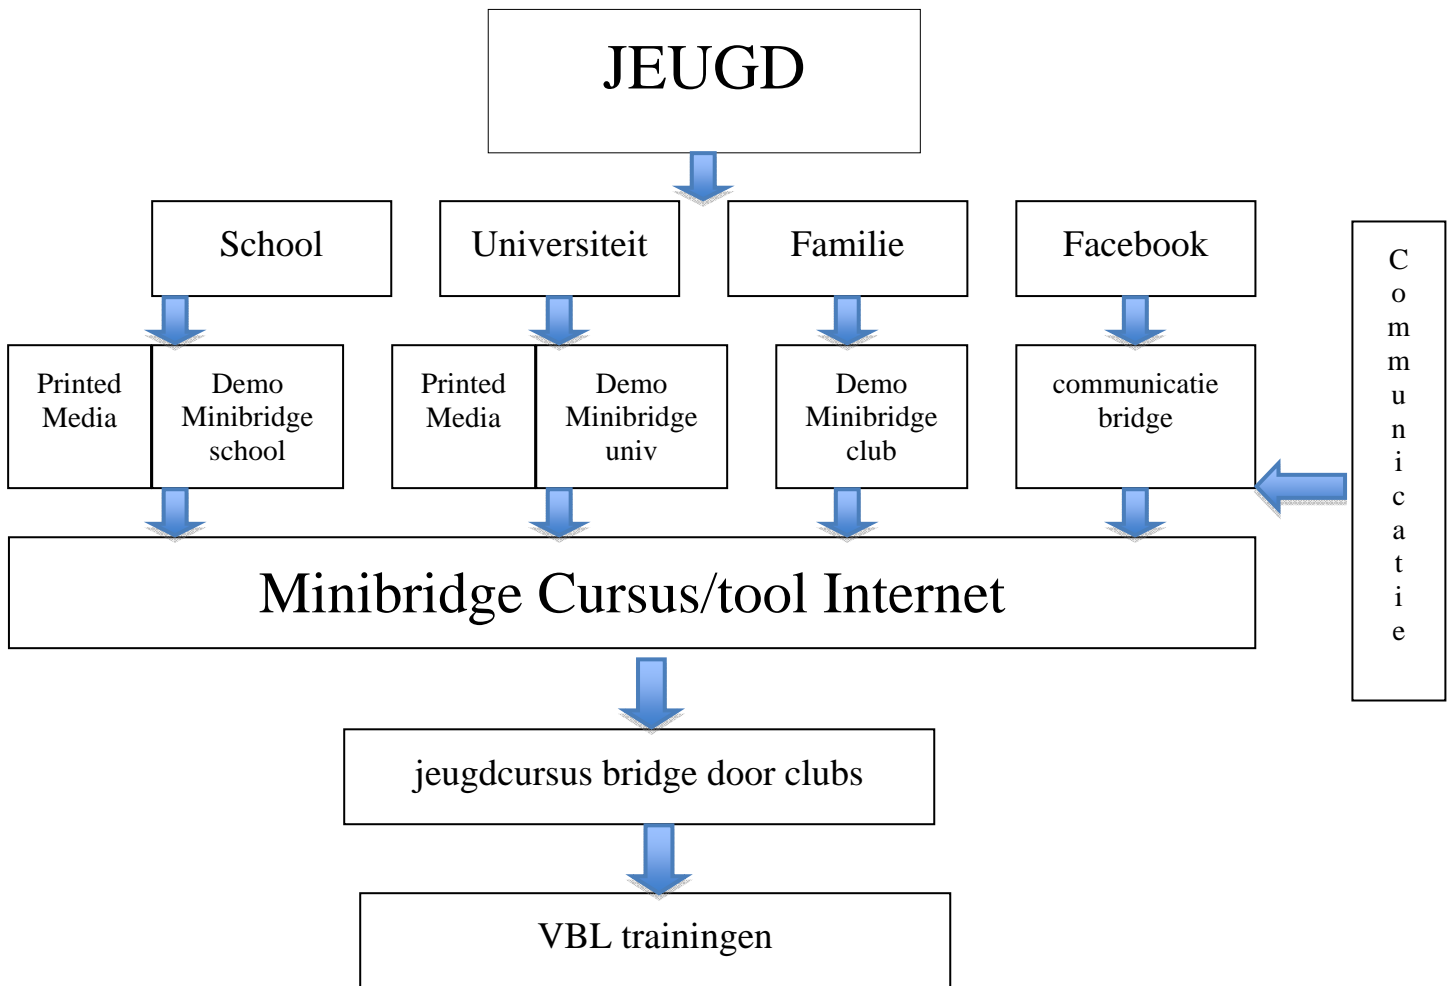 JEUGD
School
Universiteit
Familie
Facebook
Printed
Media
Demo
Minibridge
school
Printed
Media
Demo
Minibridge
univ
Demo
Minibridge
club
communicatie
bridge
C
o
m
m
u
n
i
c
a
t
i
e
Minibridge Cursus/tool Internet
jeugdcursus bridge door clubs
VBL trainingen